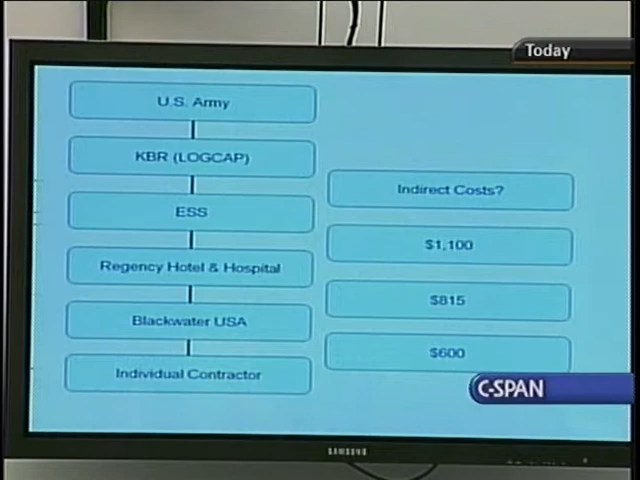 Today
U.S. Army
KBR (LOGCAP)
Indirect Costs?
ESS
$1,100
Regency Hotel & Hospital
$815
Blackwater USA
$600
Individual Contractor
C-SPAN
SAMSUNG